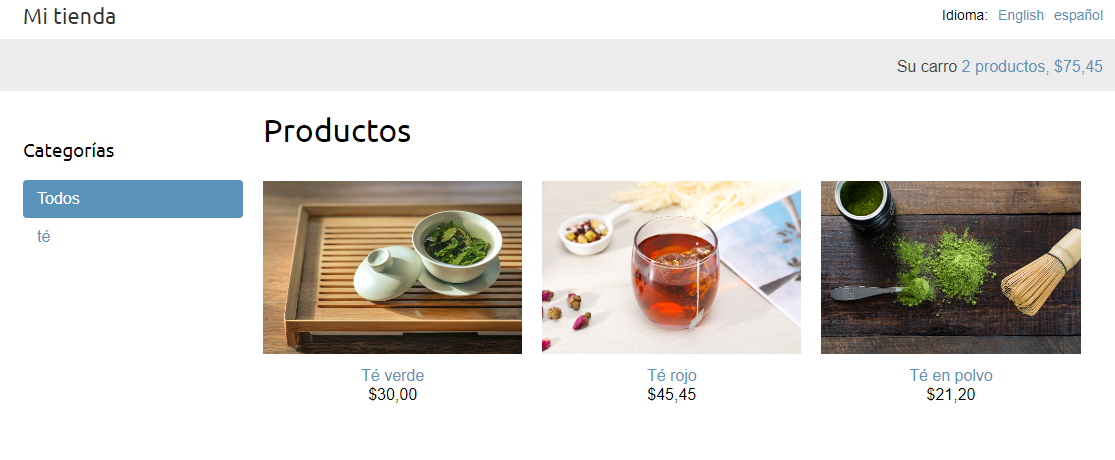 Mi tienda
Idioma: English español
Su carro 2 productos, $75,45
Categorías
Todos
té
Productos
Té verde
$30,00
Té rojo
$45,45
Té en polvo
$21,20